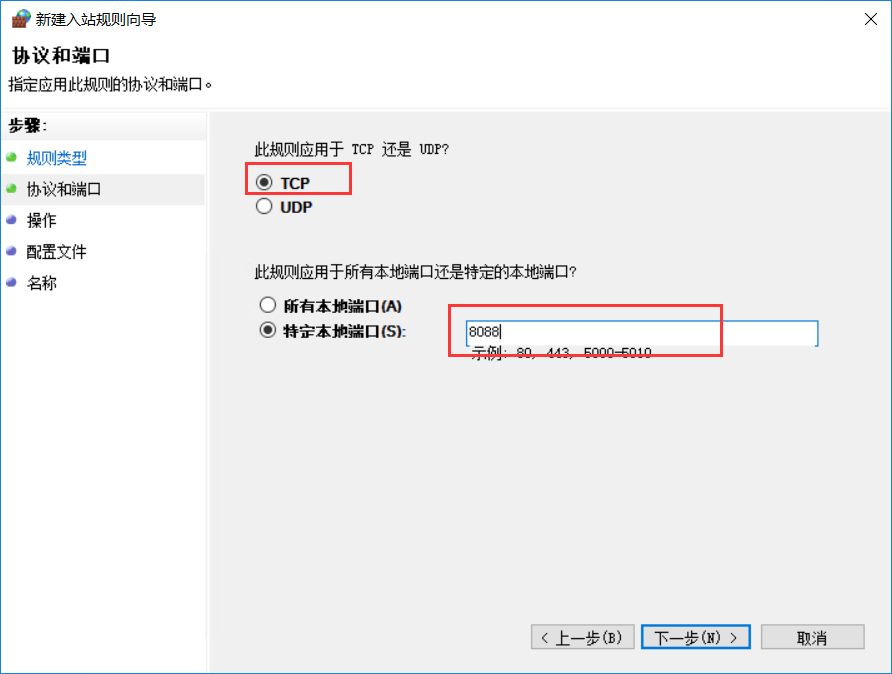 新建入站规则向导
协议和端口
指定应用此规则的协议和端口。
步骤:
规则类型
协议和端口
操作
配置文件
名称
此规则应用于 TCP 还是 UDP?
TCP
UDP
此规则应用于所有本地端口还是特定的本地端口?
所有本地端口(A)
特定本地端口(S):
8088
示例: 80, 443, 5000-5010
< 上一步(B)
下一步(N) >
取消